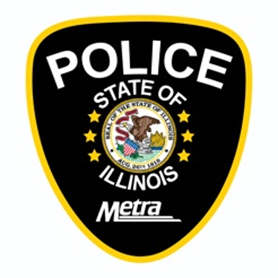 POLICE
STATE OF
SEAL OF THE STATE OF ILLINOIS
AUG. 26TH 1818
ILLINOIS
Metra